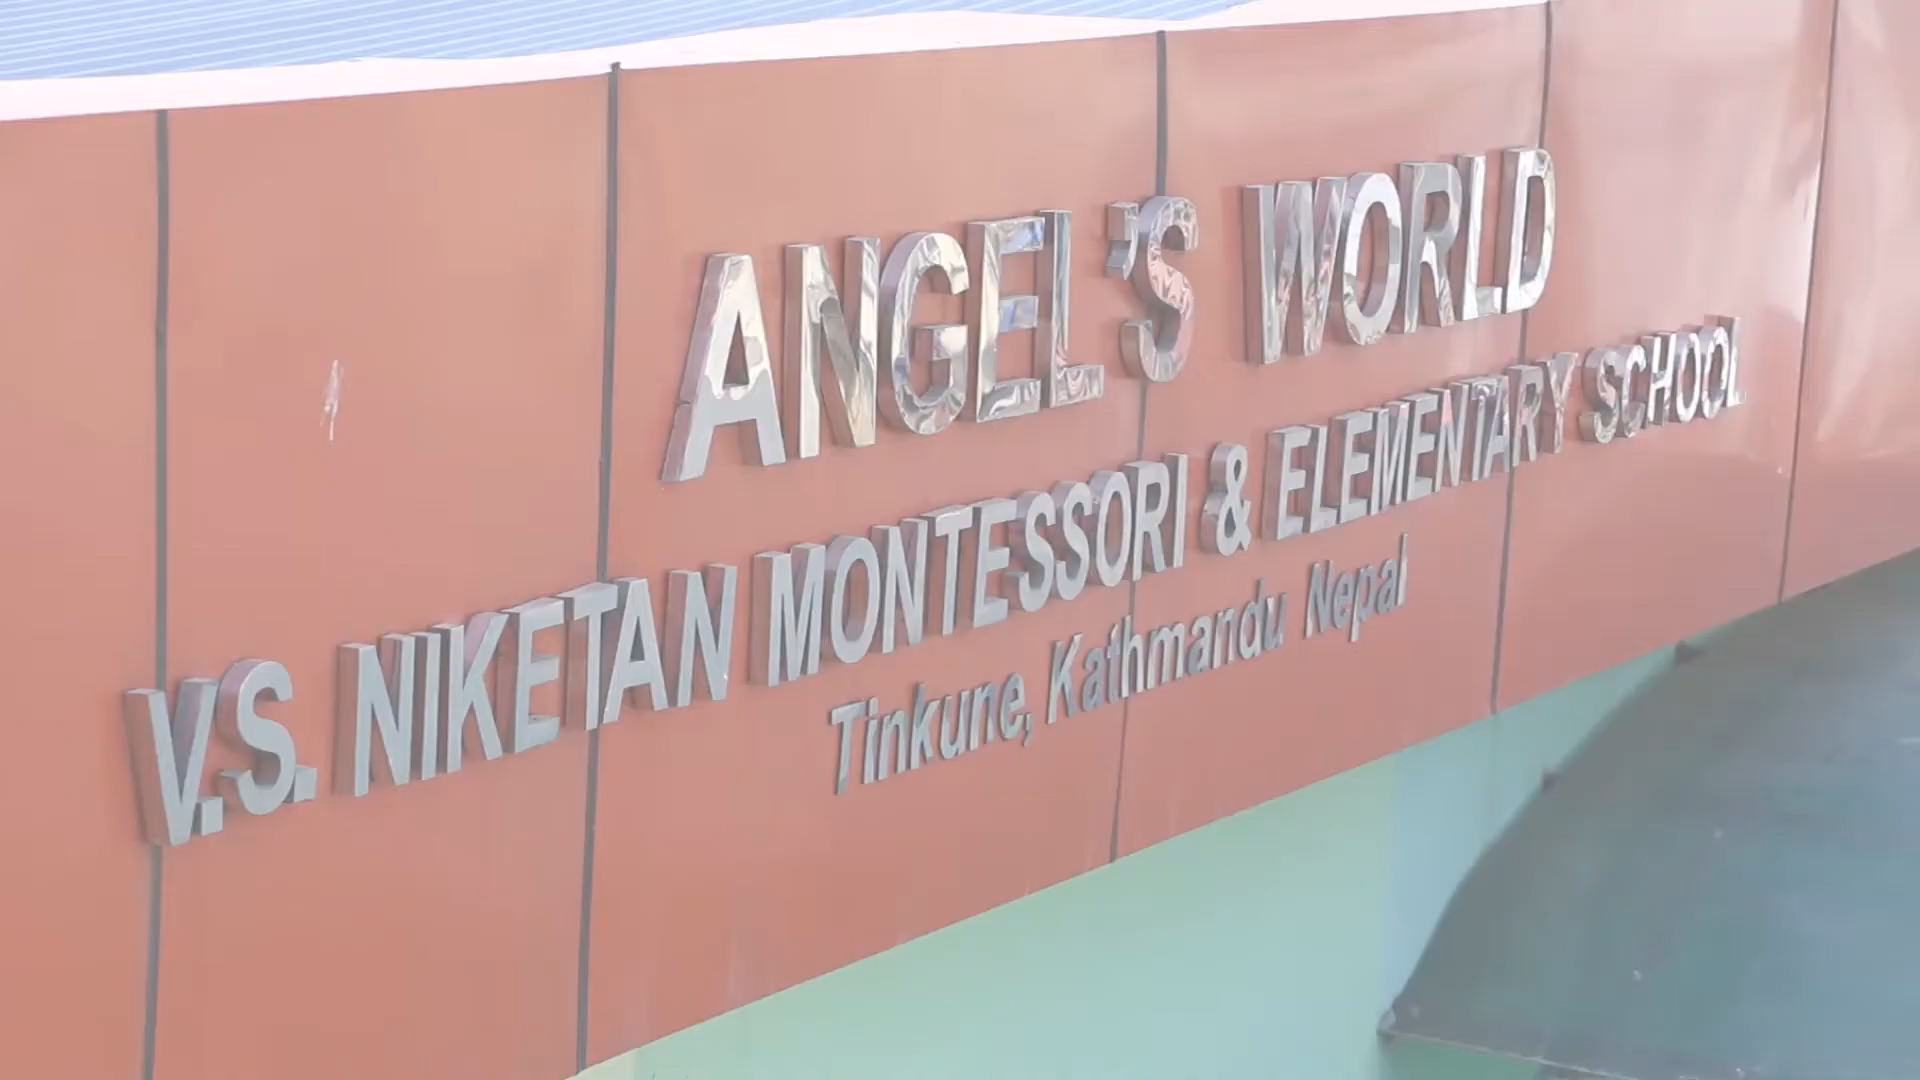 ANGEL'S WORLD
V.S. NIKETAN MONTESSORI & ELEMENTARY SCHOOL
Tinkune, Kathmandu Nepal